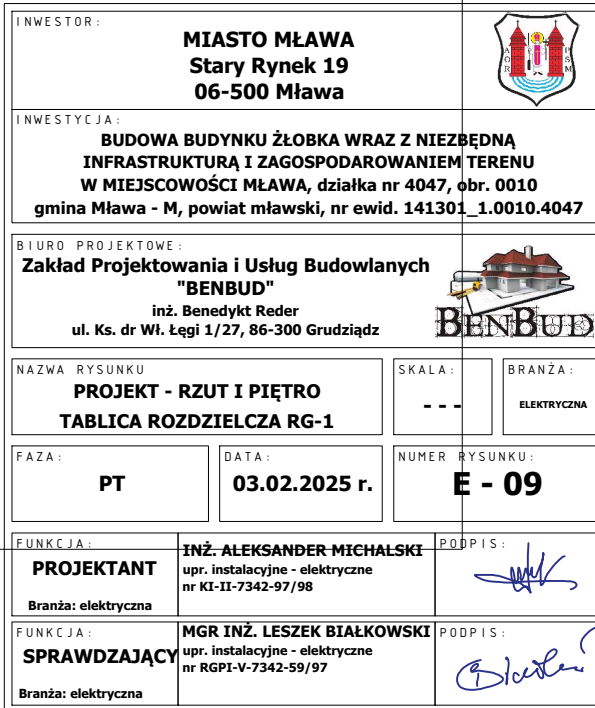 INWESTOR:
MIASTO MŁAWA
Stary Rynek 19
06-500 Mława
A O R P S M
INWESTYCJA:
BUDOWA BUDYNKU ŻŁOBKA WRAZ Z NIEZBĘDNĄ
INFRASTRUKTURĄ I ZAGOSPODAROWANIEM TERENU
W MIEJSCOWOŚCI MŁAWA, działka nr 4047, obr. 0010
gmina Mława - M, powiat mławski, nr ewid. 141301_1.0010.4047
BIURO PROJEKTOWE:
Zakład Projektowania i Usług Budowlanych
"BENBUD"
inż. Benedykt Reder
ul. Ks. dr Wł. Łęgi 1/27, 86-300 Grudziądz
BENBUD
NAZWA RYSUNKU
PROJEKT - RZUT I PIĘTRO
TABLICA ROZDZIELCZA RG-1
SKALA:
- - -
BRANŻA:
ELEKTRYCZNA
FAZA:
PT
DATA:
03.02.2025 r.
NUMER RYSUNKU:
E - 09
FUNKCJA:
PROJEKTANT
Branża: elektryczna
INŻ. ALEKSANDER MICHALSKI
upr. instalacyjne - elektryczne
nr KI-II-7342-97/98
PODPIS:
FUNKCJA:
SPRAWDZAJĄCY
Branża: elektryczna
MGR INŻ. LESZEK BIAŁKOWSKI
upr. instalacyjne - elektryczne
nr RGPI-V-7342-59/97
PODPIS: